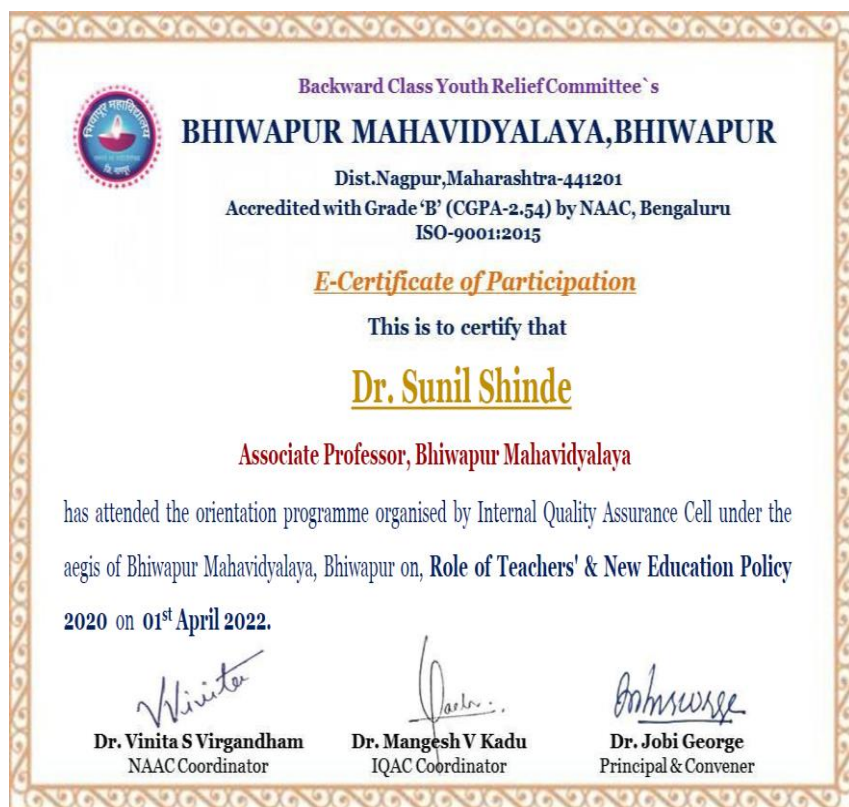 Backward Class Youth Relief Committee`s
भिवापूर महाविद्यालय
जि. नागपूर
BHIWAPUR MAHAVIDYALAYA,BHIWAPUR
Dist.Nagpur,Maharashtra-441201
Accredited with Grade ‘B’ (CGPA-2.54) by NAAC, Bengaluru
ISO-9001:2015
E-Certificate of Participation
This is to certify that
Dr. Sunil Shinde
Associate Professor, Bhiwapur Mahavidyalaya
has attended the orientation programme organised by Internal Quality Assurance Cell under the
aegis of Bhiwapur Mahavidyalaya, Bhiwapur on, Role of Teachers' & New Education Policy
2020 on 01st April 2022.
Dr. Vinita S Virgandham
NAAC Coordinator
Dr. Mangesh V Kadu
IQAC Coordinator
Dr. Jobi George
Principal & Convener